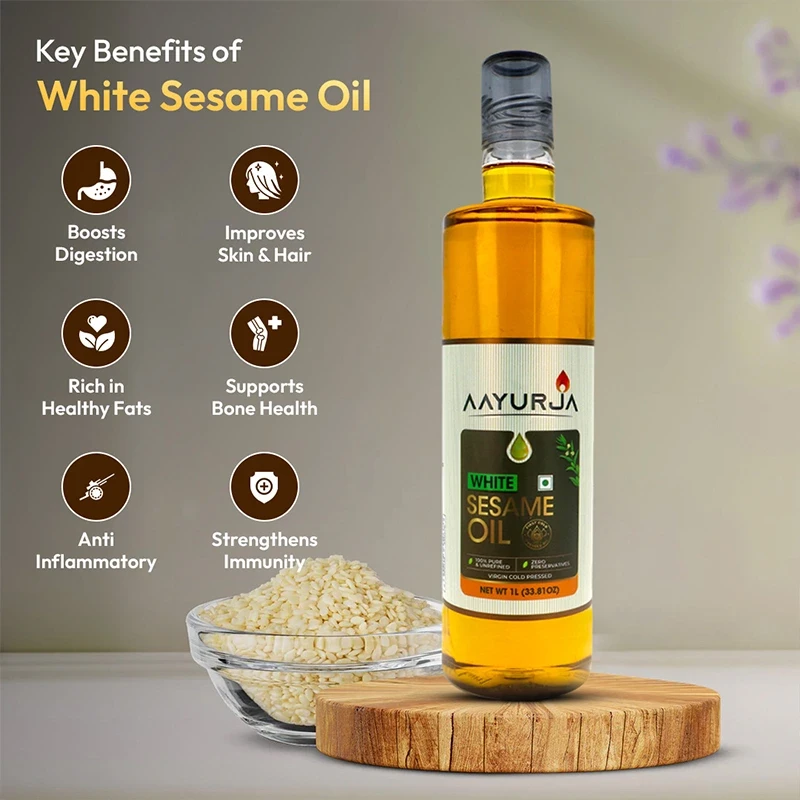 Key Benefits of
White Sesame Oil
Boosts
Digestion
Improves
Skin & Hair
Rich in
Healthy Fats
Supports
Bone Health
Anti
Inflammatory
Strengthens
Immunity
AAYURJA
WHITE
SESAME
OIL
100% PURE
& UNREFINED
ZERO
PRESERVATIVES
VIRGIN COLD PRESSED
NET WT 1L (33.81OZ)